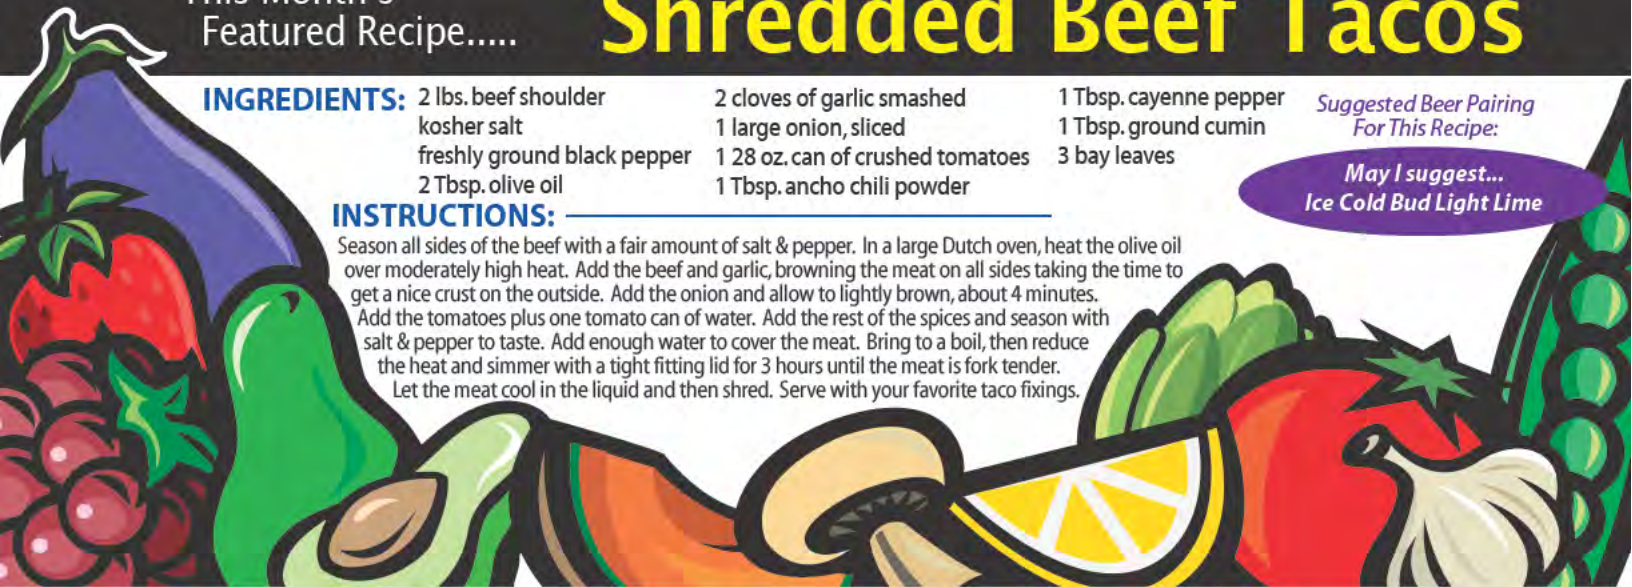 This Month's
Featured Recipe.....
Shredded Beef Tacos
INGREDIENTS:
2 lbs. beef shoulder
kosher salt
freshly ground black pepper
2 Tbsp. olive oil
2 cloves of garlic smashed
1 large onion, sliced
1 28 oz. can of crushed tomatoes
1 Tbsp. ancho chili powder
1 Tbsp. cayenne pepper
1 Tbsp. ground cumin
3 bay leaves
Suggested Beer Pairing
For This Recipe:
May I suggest...
Ice Cold Bud Light Lime
INSTRUCTIONS:
Season all sides of the beef with a fair amount of salt & pepper. In a large Dutch oven, heat the olive oil
over moderately high heat. Add the beef and garlic, browning the meat on all sides taking the time to
get a nice crust on the outside. Add the onion and allow to lightly brown, about 4 minutes.
Add the tomatoes plus one tomato can of water. Add the rest of the spices and season with
salt & pepper to taste. Add enough water to cover the meat. Bring to a boil, then reduce
the heat and simmer with a tight fitting lid for 3 hours until the meat is fork tender.
Let the meat cool in the liquid and then shred. Serve with your favorite taco fixings.